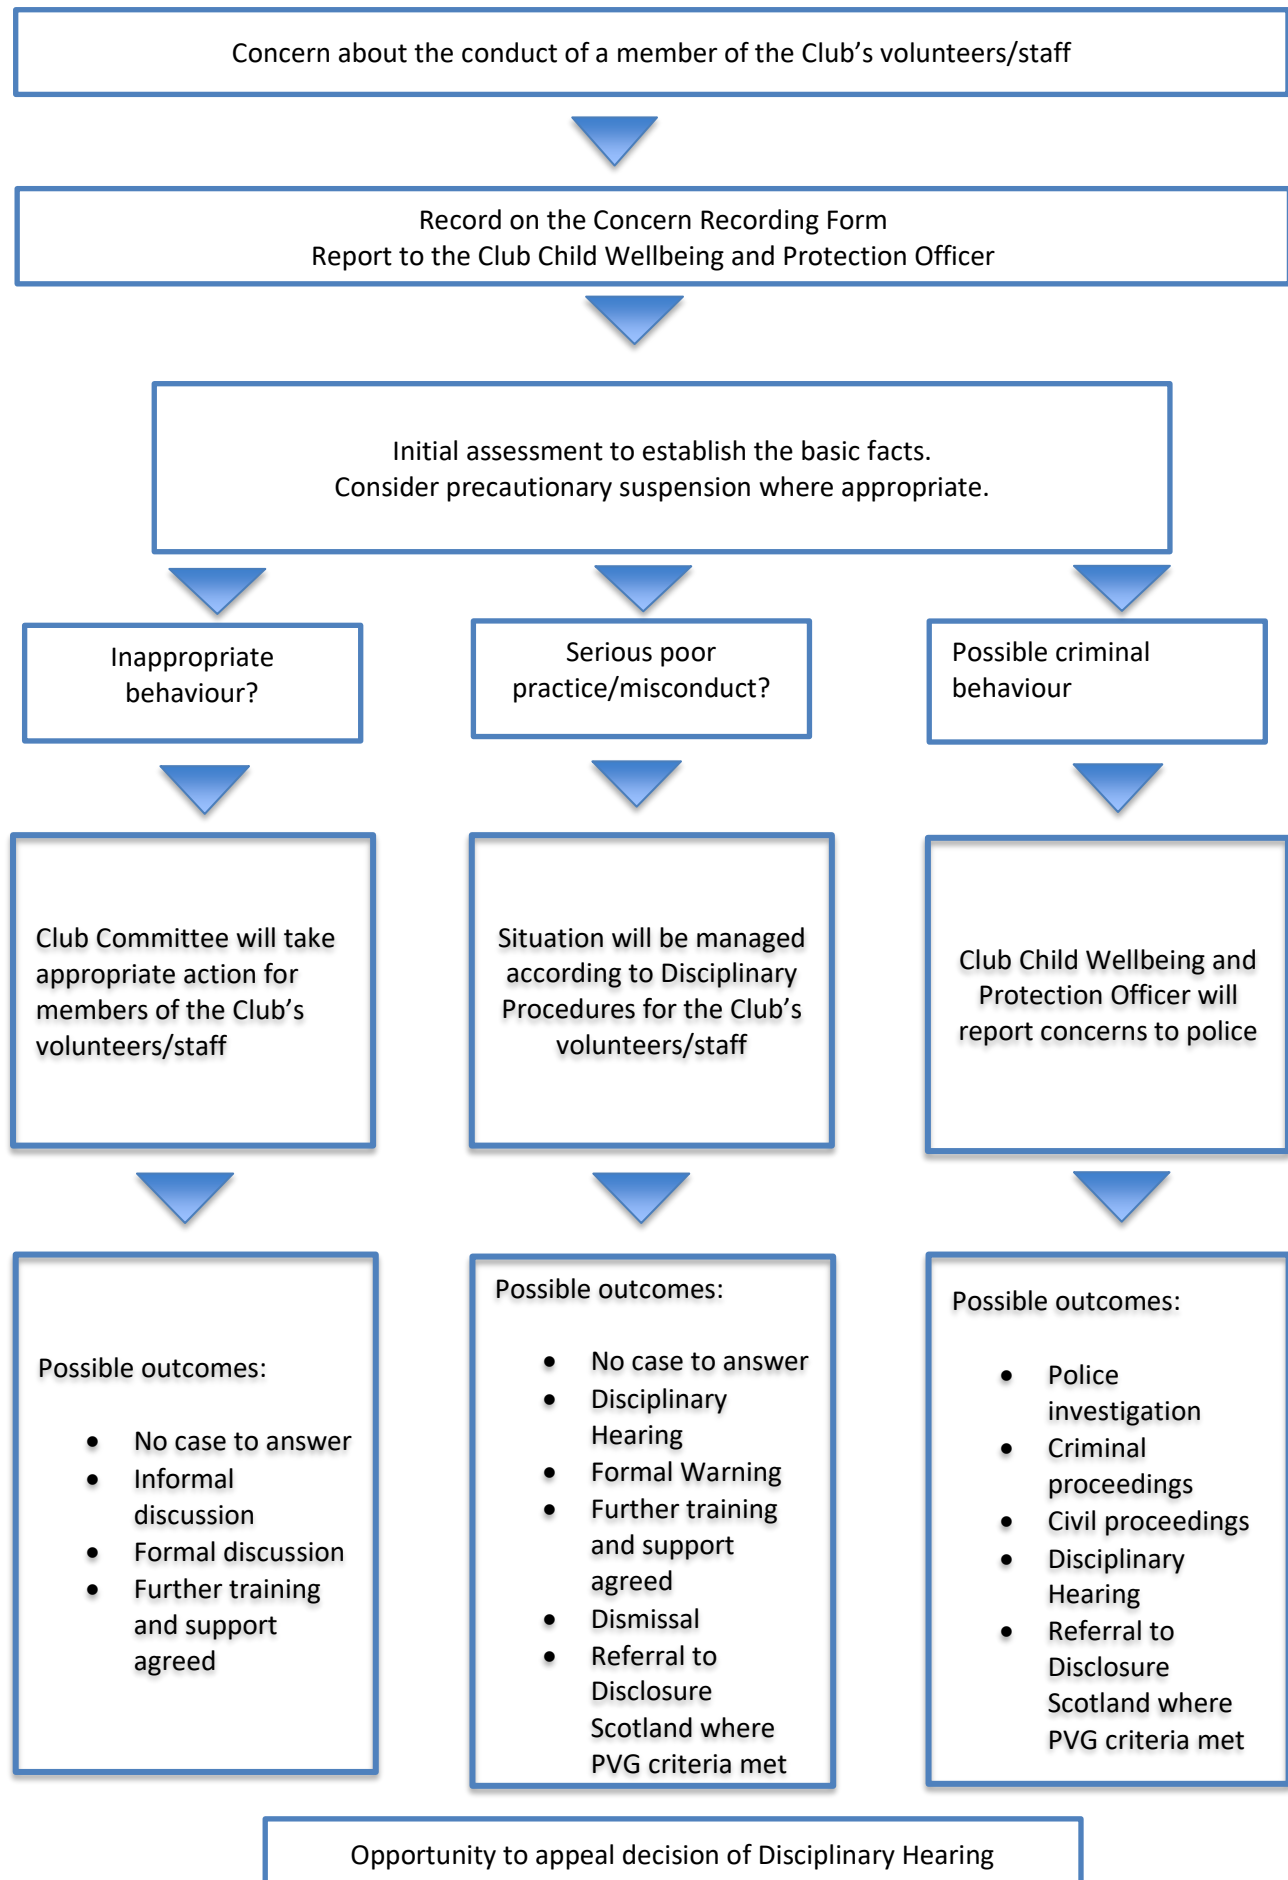 Concern about the conduct of a member of the Club’s volunteers/staff
Record on the Concern Recording Form
Report to the Club Child Wellbeing and Protection Officer
Initial assessment to establish the basic facts.
Consider precautionary suspension where appropriate.
Inappropriate
behaviour?
Serious poor
practice/misconduct?
Possible criminal
behaviour
Club Committee will take
appropriate action for
members of the Club’s
volunteers/staff
Situation will be managed
according to Disciplinary
Procedures for the Club’s
volunteers/staff
Club Child Wellbeing and
Protection Officer will
report concerns to police
Possible outcomes:
• No case to answer
• Informal
discussion
• Formal discussion
• Further training
and support
agreed
Possible outcomes:
• No case to answer
• Disciplinary
Hearing
• Formal Warning
• Further training
and support
agreed
• Dismissal
• Referral to
Disclosure
Scotland where
PVG criteria met
Possible outcomes:
• Police
investigation
• Criminal
proceedings
• Civil proceedings
• Disciplinary
Hearing
• Referral to
Disclosure
Scotland where
PVG criteria met
Opportunity to appeal decision of Disciplinary Hearing